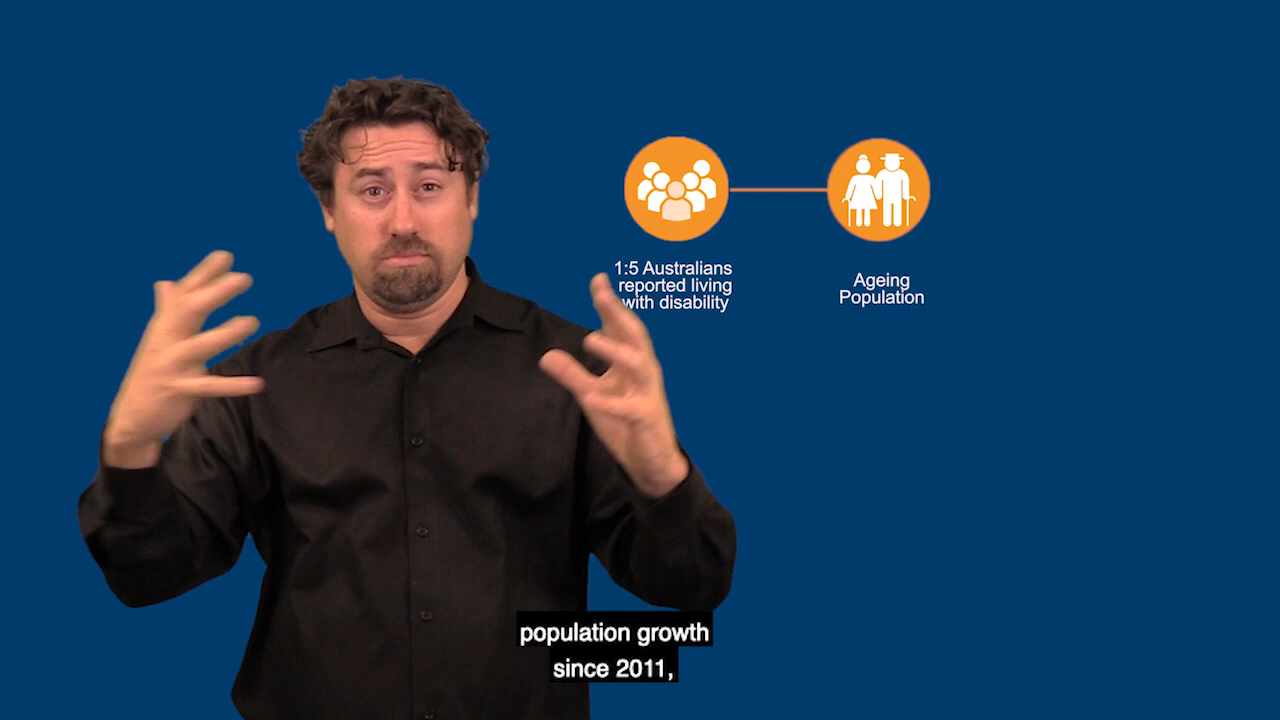 1:5 Australians
reported living
with disability
Ageing
Population
population growth
since 2011,